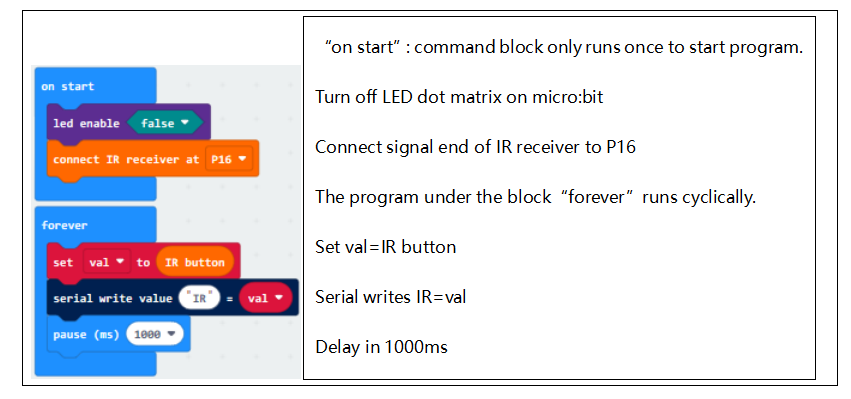 on start
led enable false
connect IR receiver at P16
forever
set val to IR button
serial write value "IR" = val
pause (ms) 1000
“on start”: command block only runs once to start program.
Turn off LED dot matrix on micro:bit
Connect signal end of IR receiver to P16
The program under the block “forever” runs cyclically.
Set val=IR button
Serial writes IR=val
Delay in 1000ms